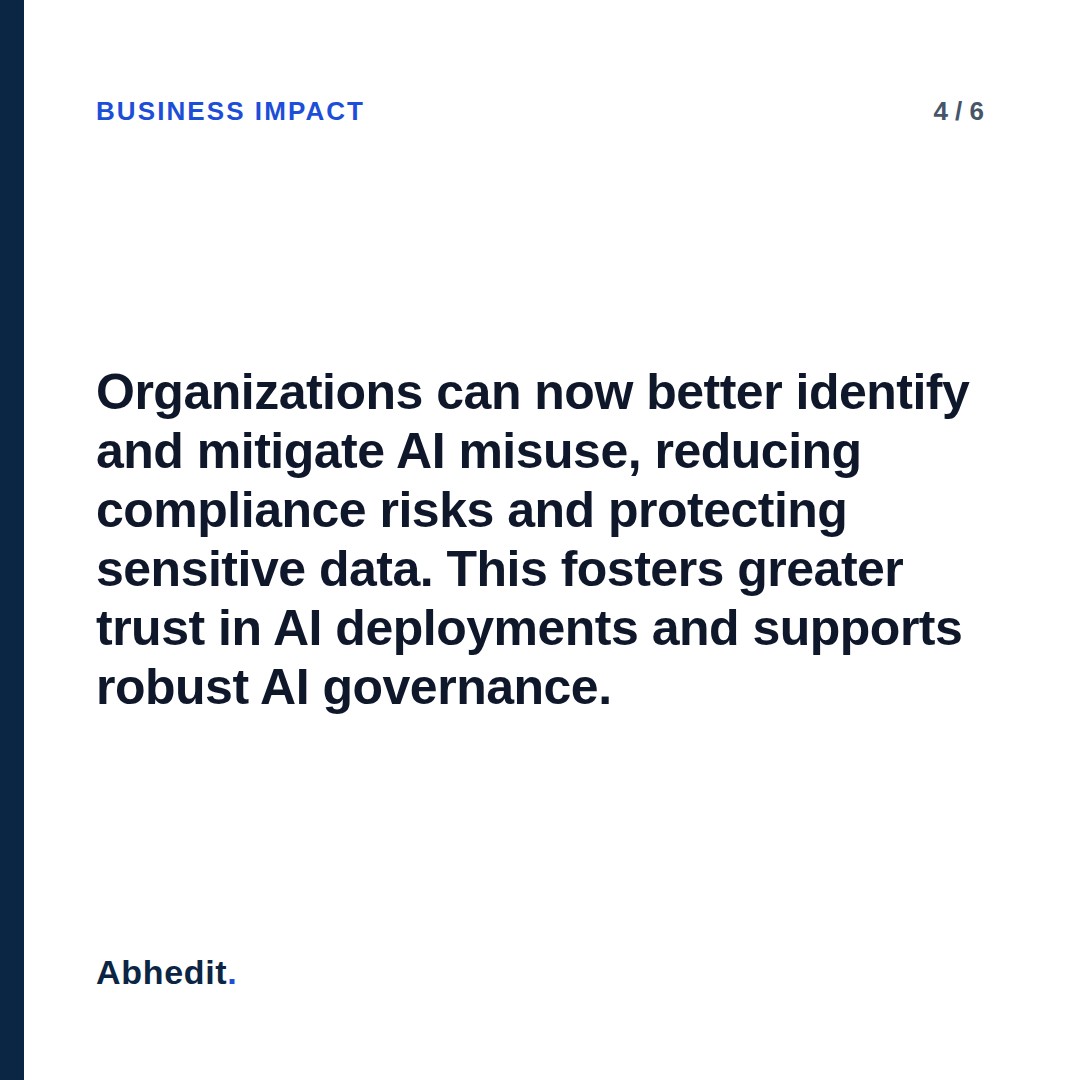 BUSINESS IMPACT
4 / 6
Organizations can now better identify
and mitigate AI misuse, reducing
compliance risks and protecting
sensitive data. This fosters greater
trust in AI deployments and supports
robust AI governance.
Abhedit.